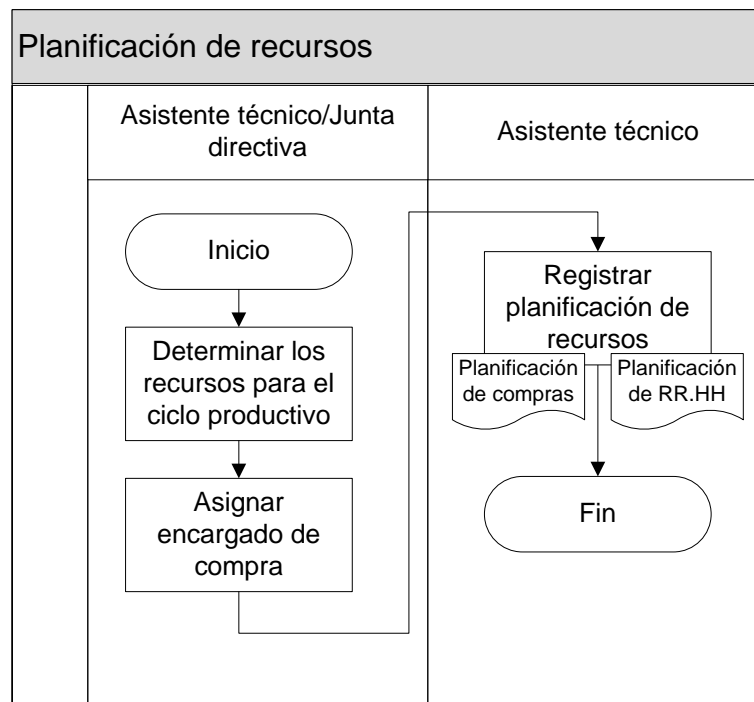 Planificación de recursos
Asistente técnico/Junta
directiva
Asistente técnico
Inicio
Determinar los
recursos para el
ciclo productivo
Asignar
encargado de
compra
Registrar
planificación de
recursos
Planificación
de compras
Planificación
de RR.HH
Fin